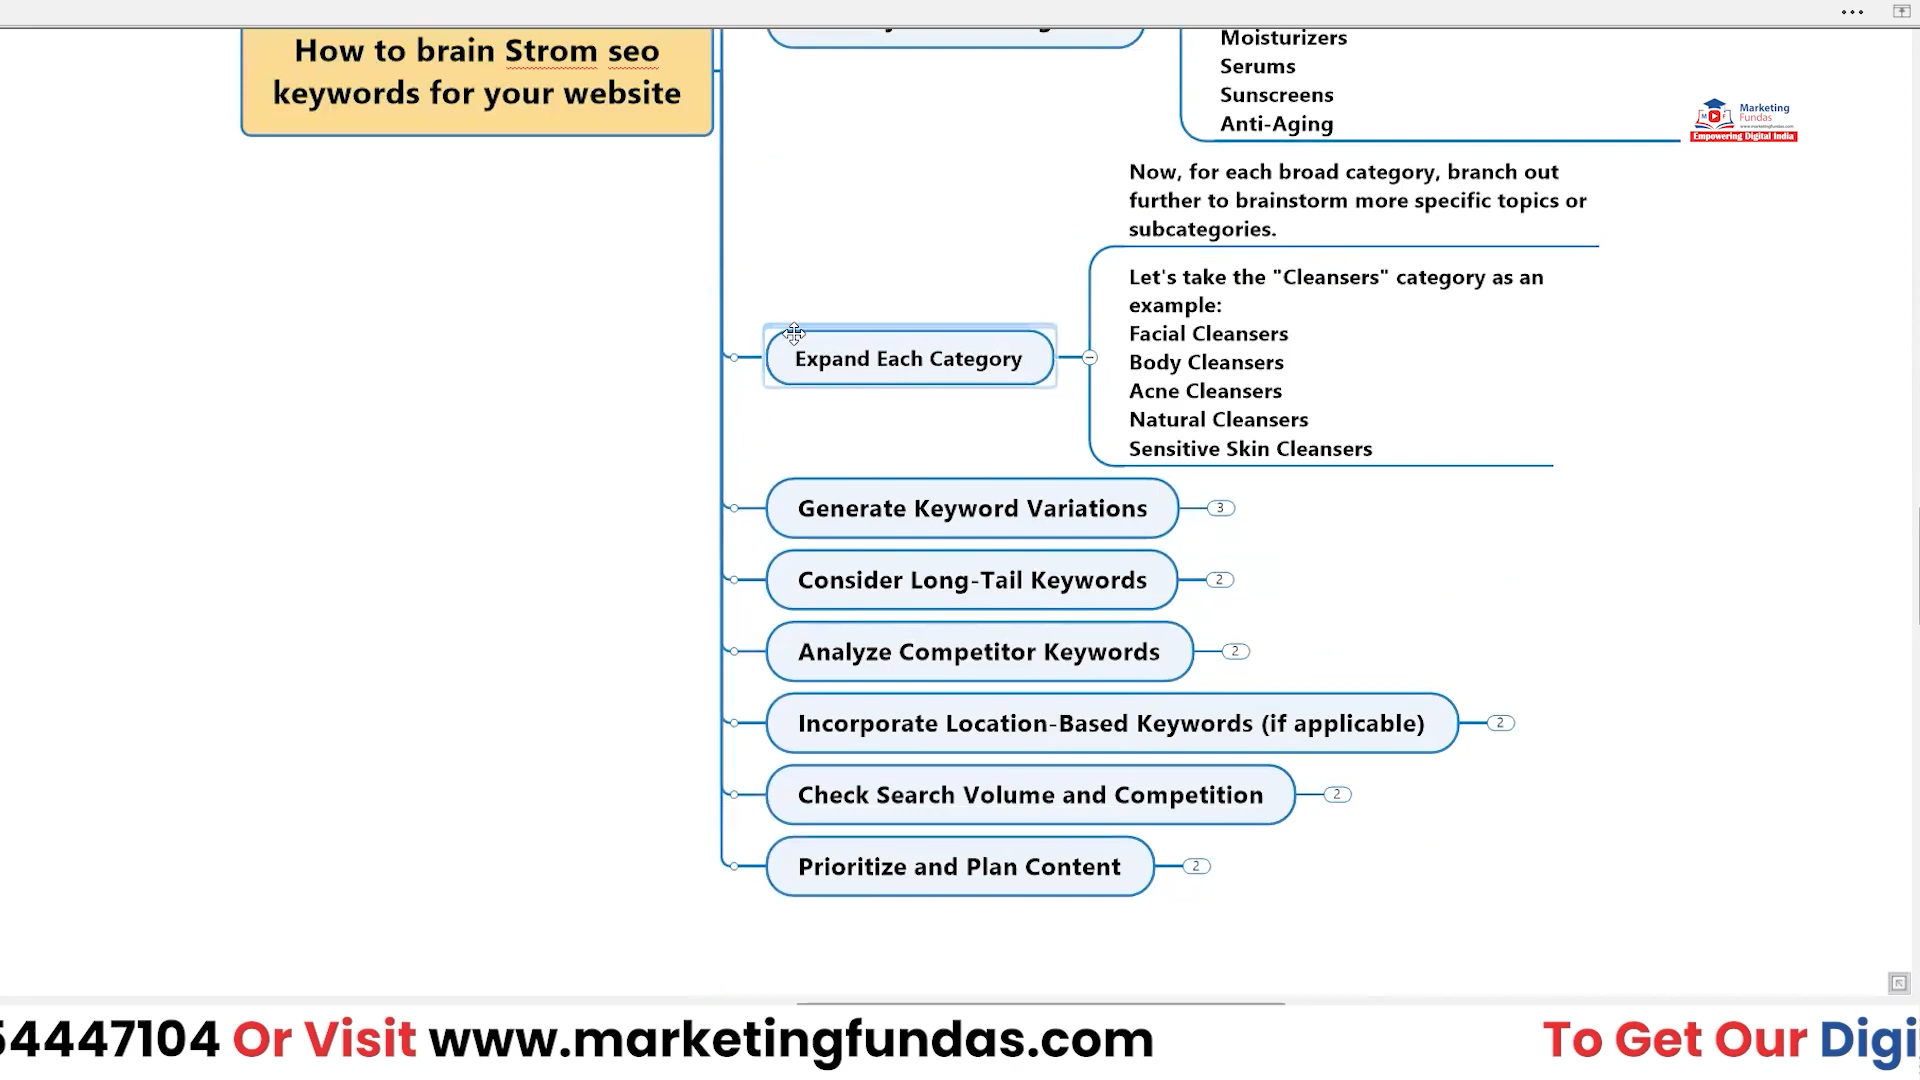 How to brain Strom seo
keywords for your website
Moisturizers
Serums
Sunscreens
Anti-Aging
Marketing
Fundas
www.marketingfundas.com
Empowering Digital India
Now, for each broad category, branch out
further to brainstorm more specific topics or
subcategories.
Let's take the "Cleansers" category as an
example:
Facial Cleansers
Body Cleansers
Acne Cleansers
Natural Cleansers
Sensitive Skin Cleansers
Expand Each Category
Generate Keyword Variations 3
Consider Long-Tail Keywords 2
Analyze Competitor Keywords 2
Incorporate Location-Based Keywords (if applicable) 2
Check Search Volume and Competition 2
Prioritize and Plan Content 2
54447104 Or Visit www.marketingfundas.com To Get Our Digi